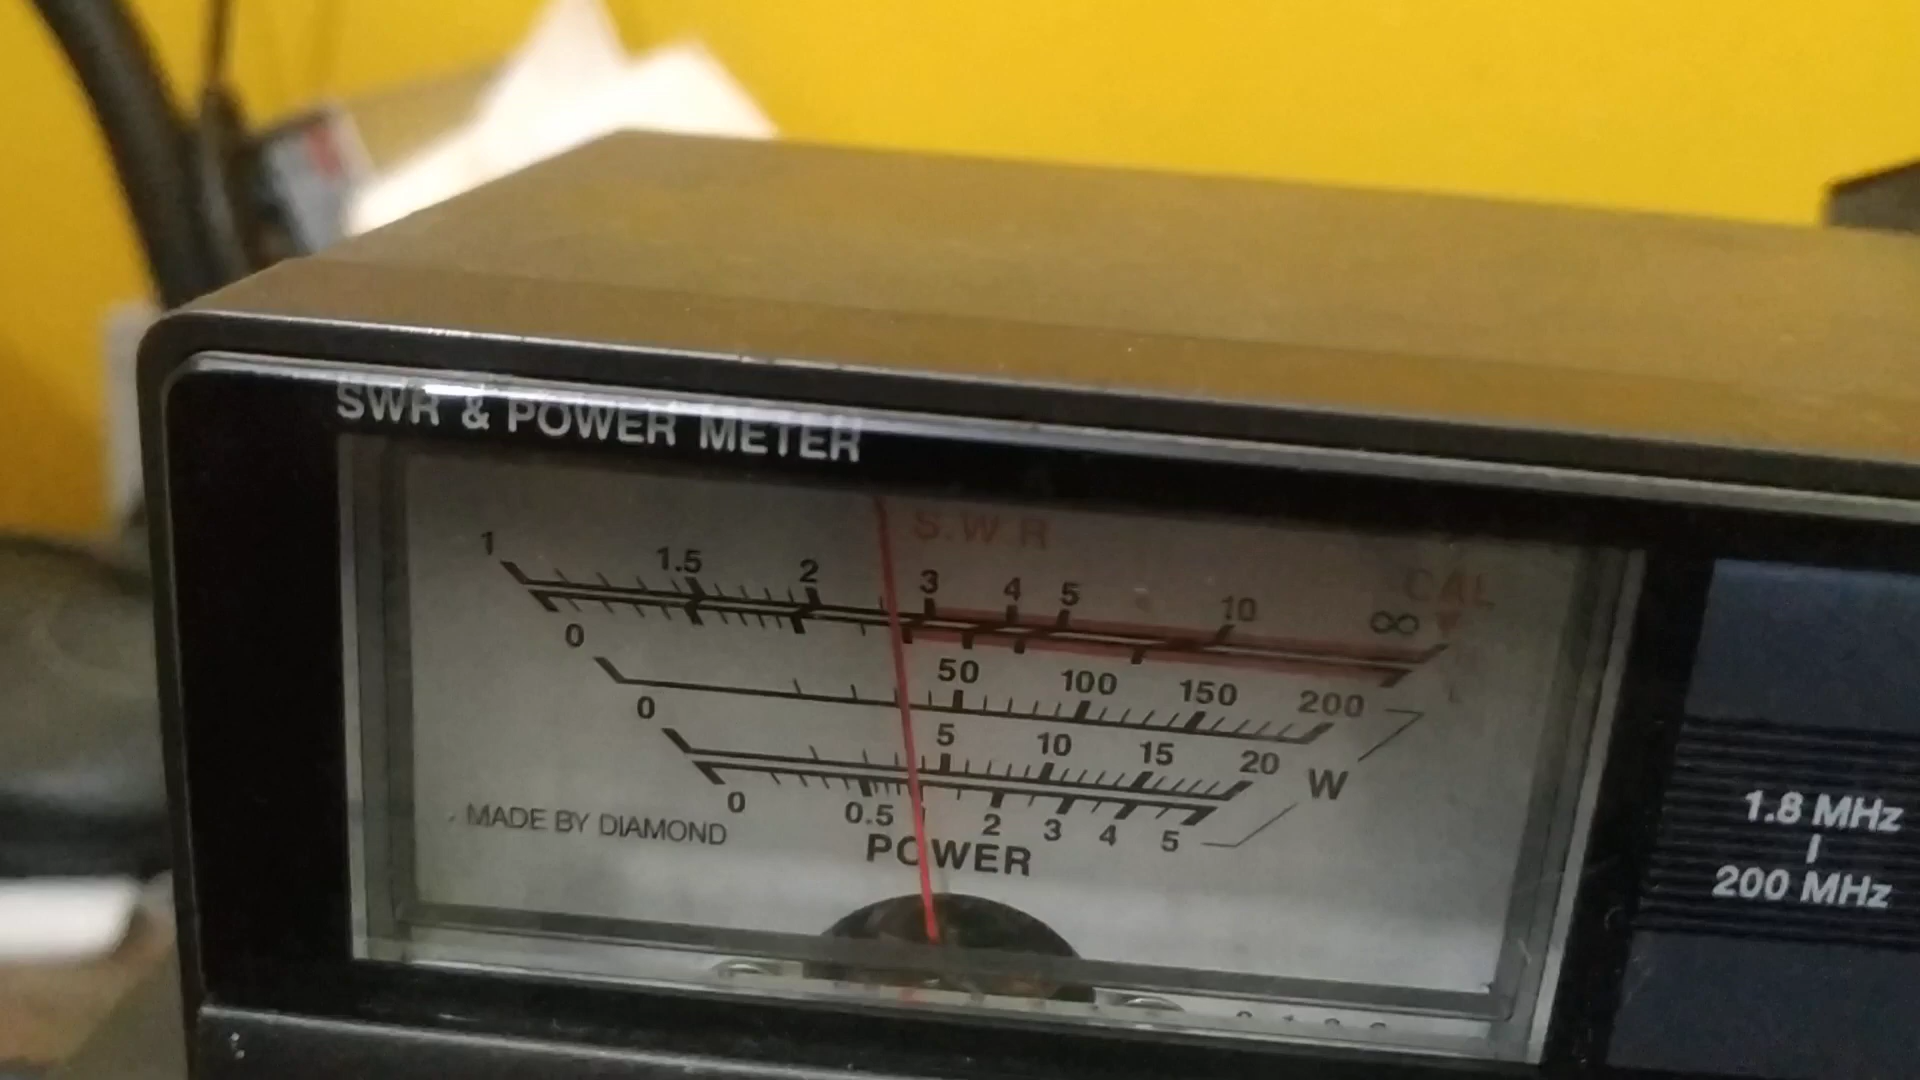 SWR & POWER METER
S.W.R
CAL
1 1.5 2 3 4 5 10 ∞
0 50 100 150 200
0 5 10 15 20
W
0 0.5 2 3 4 5
MADE BY DIAMOND
POWER
1.8 MHz
200 MHz